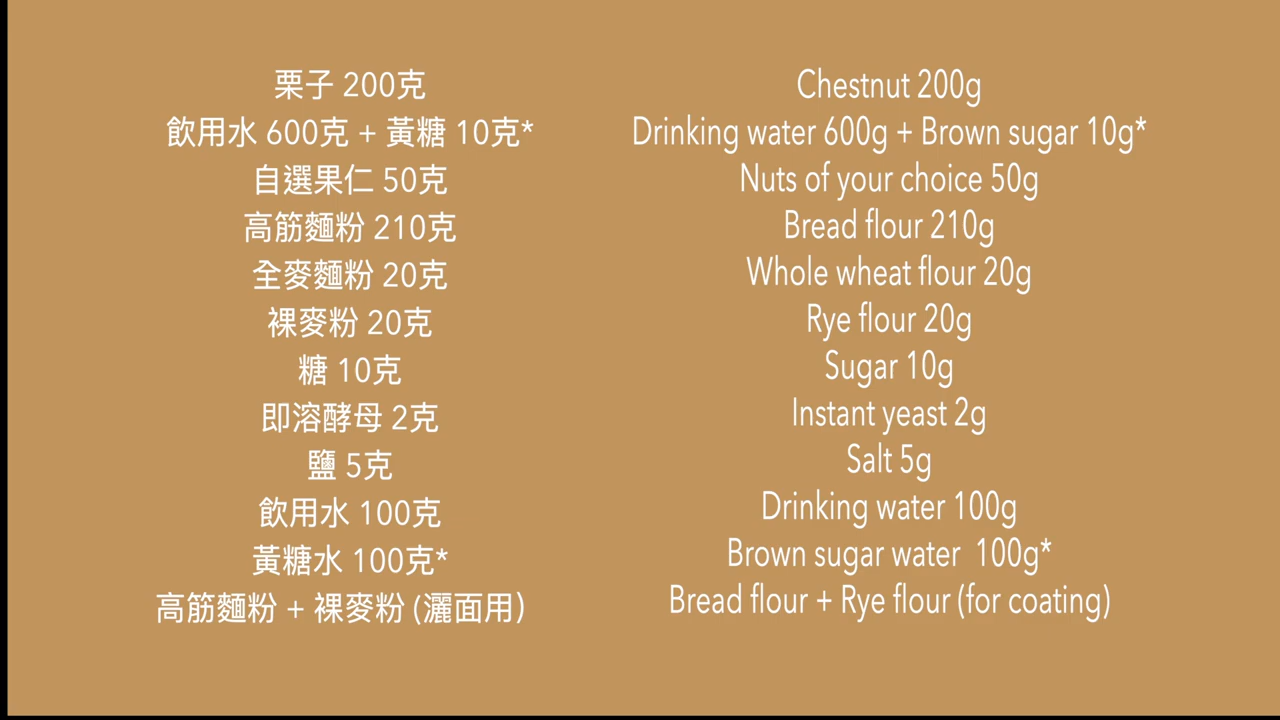 栗子 200克
飲用水 600克 + 黃糖 10克*
自選果仁 50克
高筋麵粉 210克
全麥麵粉 20克
裸麥粉 20克
糖 10克
即溶酵母 2克
鹽 5克
飲用水 100克
黃糖水 100克*
高筋麵粉 + 裸麥粉 (灑面用)
Chestnut 200g
Drinking water 600g + Brown sugar 10g*
Nuts of your choice 50g
Bread flour 210g
Whole wheat flour 20g
Rye flour 20g
Sugar 10g
Instant yeast 2g
Salt 5g
Drinking water 100g
Brown sugar water 100g*
Bread flour + Rye flour (for coating)